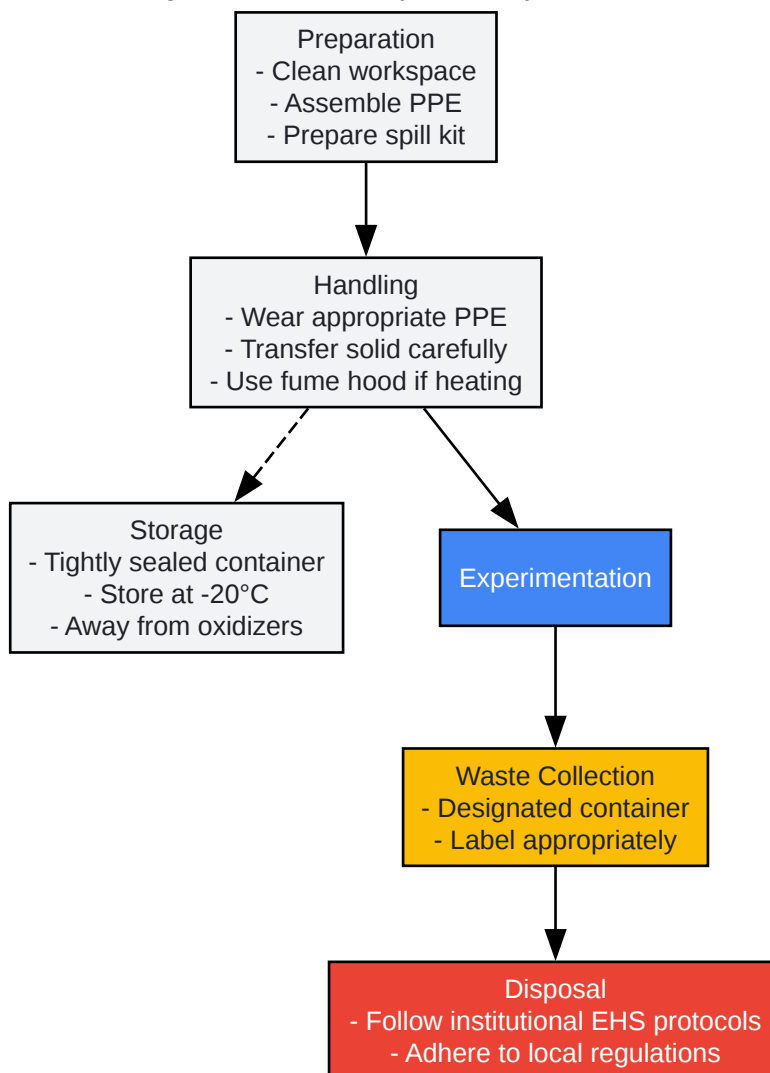 Preparation
- Clean workspace
- Assemble PPE
- Prepare spill kit
Handling
- Wear appropriate PPE
- Transfer solid carefully
- Use fume hood if heating
Storage
- Tightly sealed container
- Store at -20°C
- Away from oxidizers
Experimentation
Waste Collection
- Designated container
- Label appropriately
Disposal
- Follow institutional EHS protocols
- Adhere to local regulations